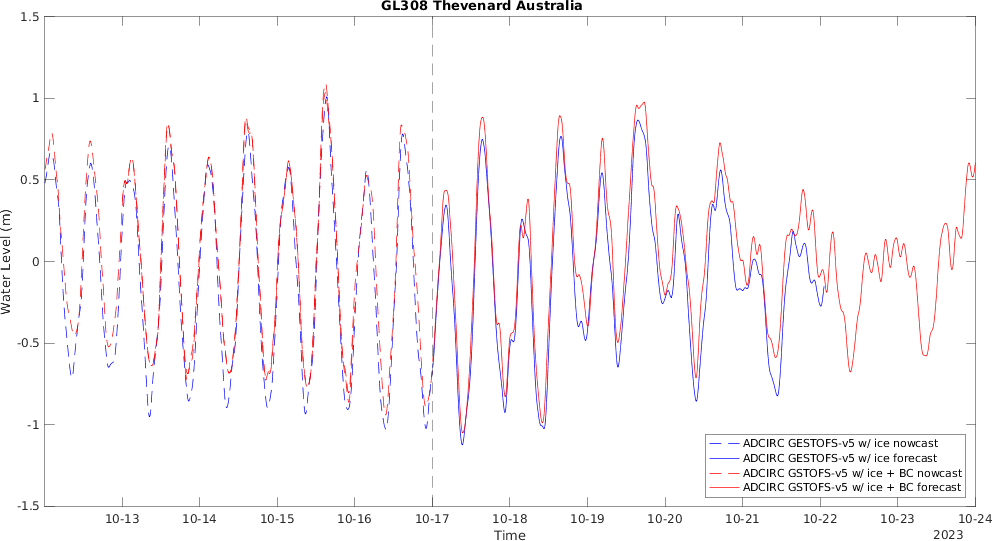 GL308 Thevenard Australia
1.5
1
0.5
0
-0.5
-1
-1.5
Water Level (m)
10-13 10-14 10-15 10-16 10-17 10-18 10-19 10-20 10-21 10-22 10-23 10-24
Time
2023
ADCIRC GESTOFS-v5 w/ ice nowcast
ADCIRC GESTOFS-v5 w/ ice forecast
ADCIRC GSTOFS-v5 w/ ice + BC nowcast
ADCIRC GSTOFS-v5 w/ ice + BC forecast